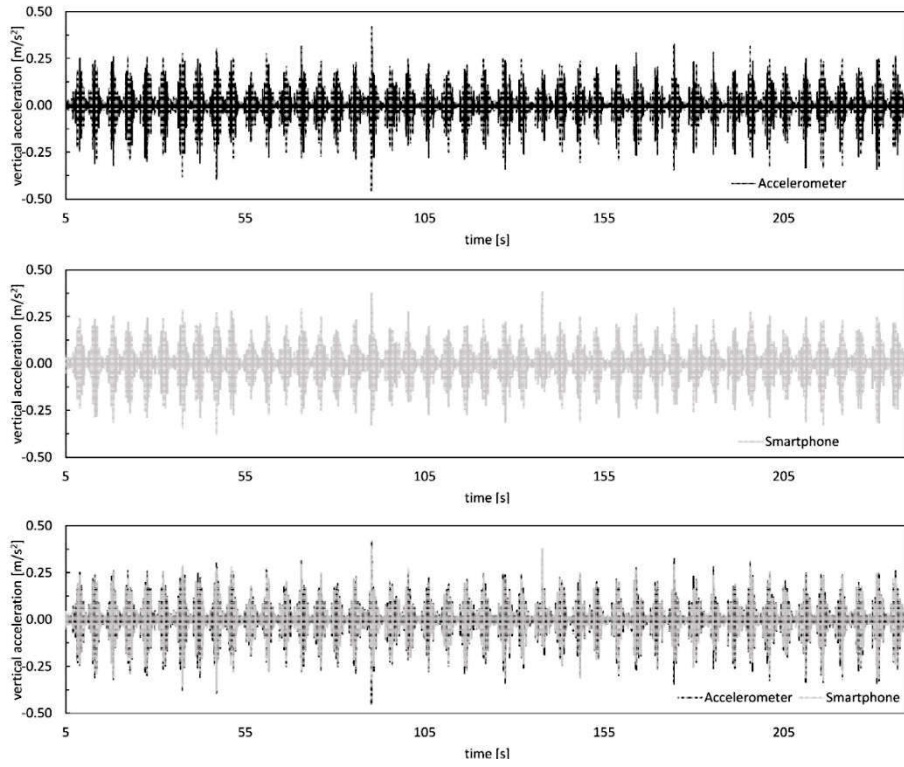 vertical acceleration [m/s²]
0.50
0.25
0.00
-0.25
-0.50
Accelerometer
5 55 105 155 205
time [s]
vertical acceleration [m/s²]
0.50
0.25
0.00
-0.25
-0.50
Smartphone
5 55 105 155 205
time [s]
vertical acceleration [m/s²]
0.50
0.25
0.00
-0.25
-0.50
Accelerometer Smartphone
5 55 105 155 205
time [s]